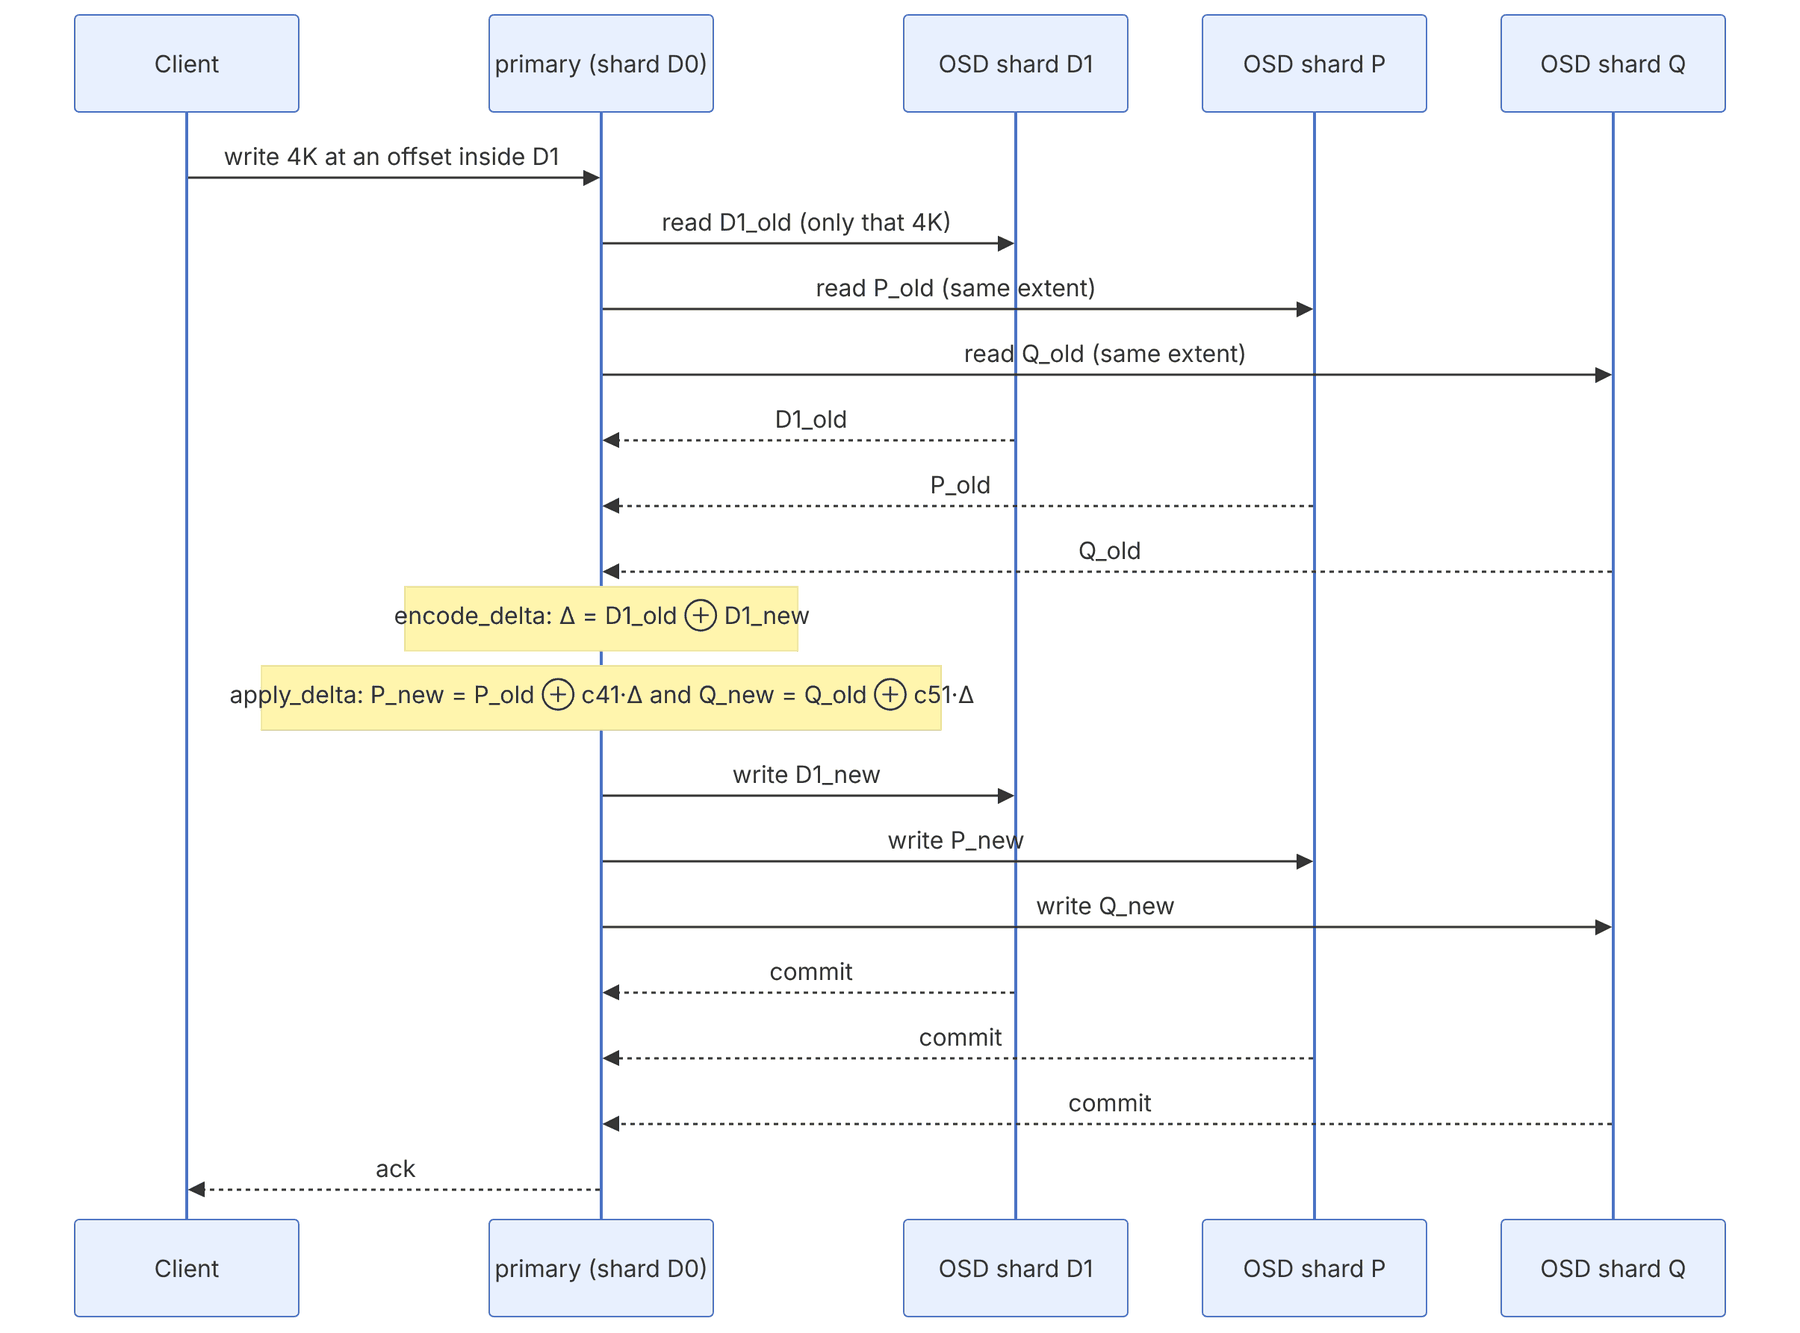 Client
primary (shard D0)
OSD shard D1
OSD shard P
OSD shard Q
write 4K at an offset inside D1
read D1_old (only that 4K)
read P_old (same extent)
read Q_old (same extent)
D1_old
P_old
Q_old
encode_delta: Δ = D1_old ⊕ D1_new
apply_delta: P_new = P_old ⊕ c41·Δ and Q_new = Q_old ⊕ c51·Δ
write D1_new
write P_new
write Q_new
commit
commit
commit
ack
Client
primary (shard D0)
OSD shard D1
OSD shard P
OSD shard Q